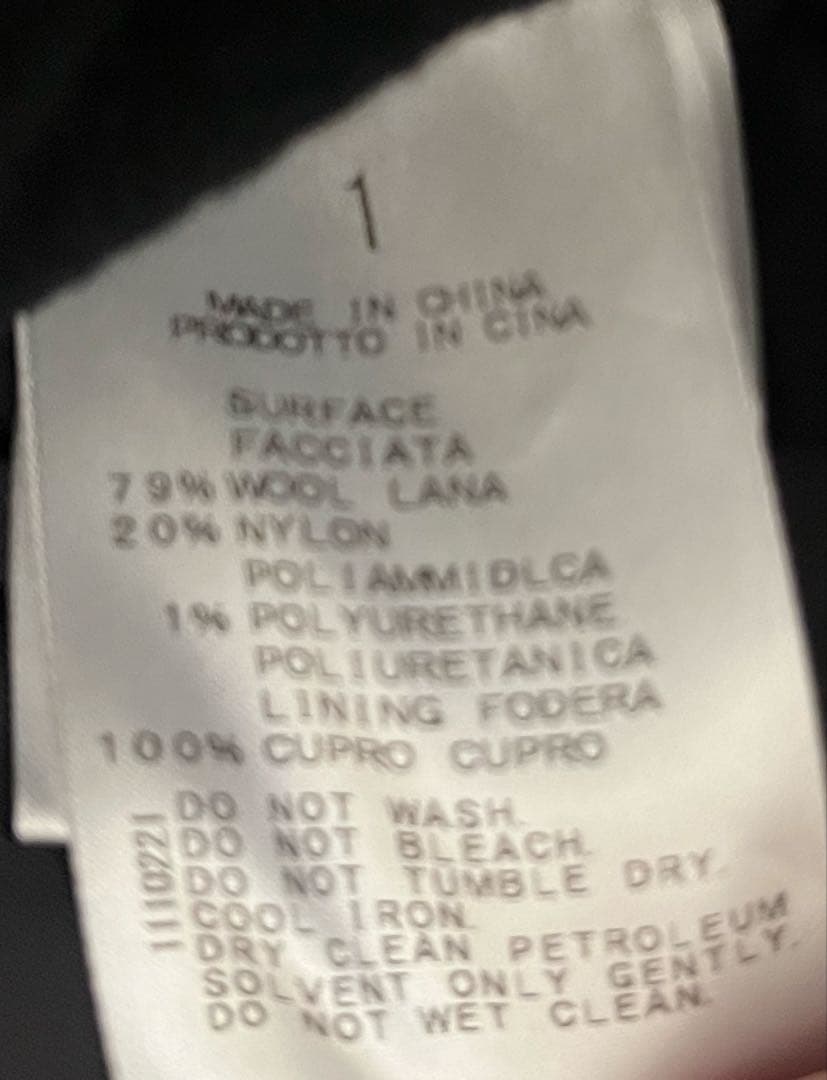 1
MADE IN CHINA
PRODOTTO IN CINA
SURFACE
FACCIATA
79% WOOL LANA
20% NYLON
POLIAMMIDLCA
1% POLYURETHANE
POLIURETANICA
LINING FODERA
100% CUPRO CUPRO
DO NOT WASH.
DO NOT BLEACH.
DO NOT TUMBLE DRY.
COOL IRON.
DRY CLEAN PETROLEUM
SOLVENT ONLY GENTLY.
DO NOT WET CLEAN.
1110221